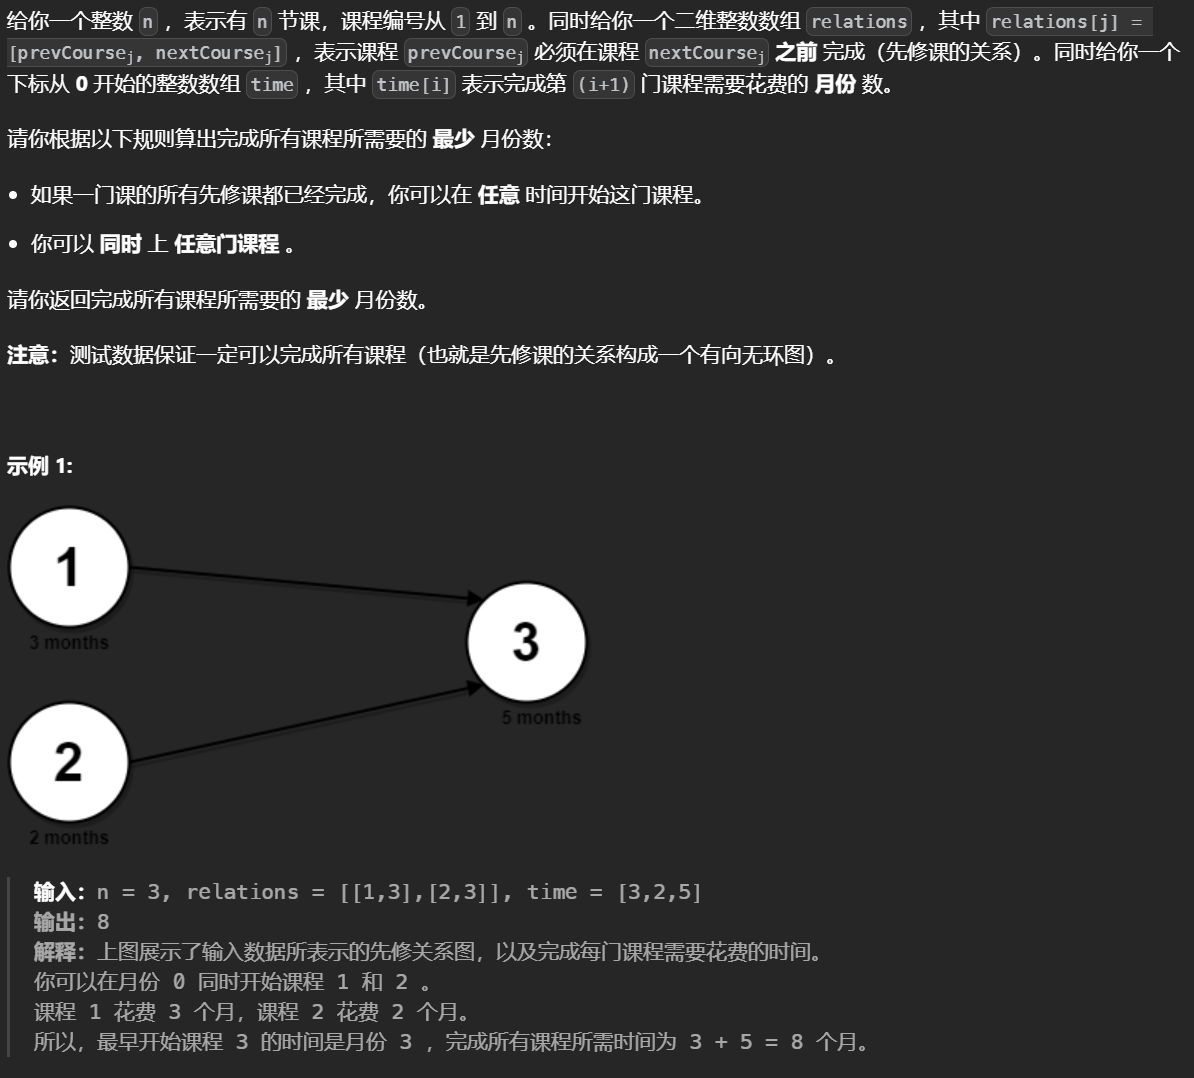 给你一个整数 n ，表示有 n 节课，课程编号从 1 到 n 。同时给你一个二维整数数组 relations ，其中 relations[j] =
[prevCoursej, nextCoursej] ，表示课程 prevCoursej 必须在课程 nextCoursej 之前 完成（先修课的关系）。同时给你一个
下标从 0 开始的整数数组 time ，其中 time[i] 表示完成第 (i+1) 门课程需要花费的 月份 数。
请你根据以下规则算出完成所有课程所需要的 最少 月份数：
• 如果一门课的所有先修课都已经完成，你可以在 任意 时间开始这门课程。
• 你可以 同时 上 任意门课程 。
请你返回完成所有课程所需要的 最少 月份数。
注意：测试数据保证一定可以完成所有课程（也就是先修课的关系构成一个有向无环图）。
示例 1:
1
3 months
3
5 months
2
2 months
输入：n = 3, relations = [[1,3],[2,3]], time = [3,2,5]
输出：8
解释：上图展示了输入数据所表示的先修关系图，以及完成每门课程需要花费的时间。
你可以在月份 0 同时开始课程 1 和 2 。
课程 1 花费 3 个月，课程 2 花费 2 个月。
所以，最早开始课程 3 的时间是月份 3 ，完成所有课程所需时间为 3 + 5 = 8 个月。